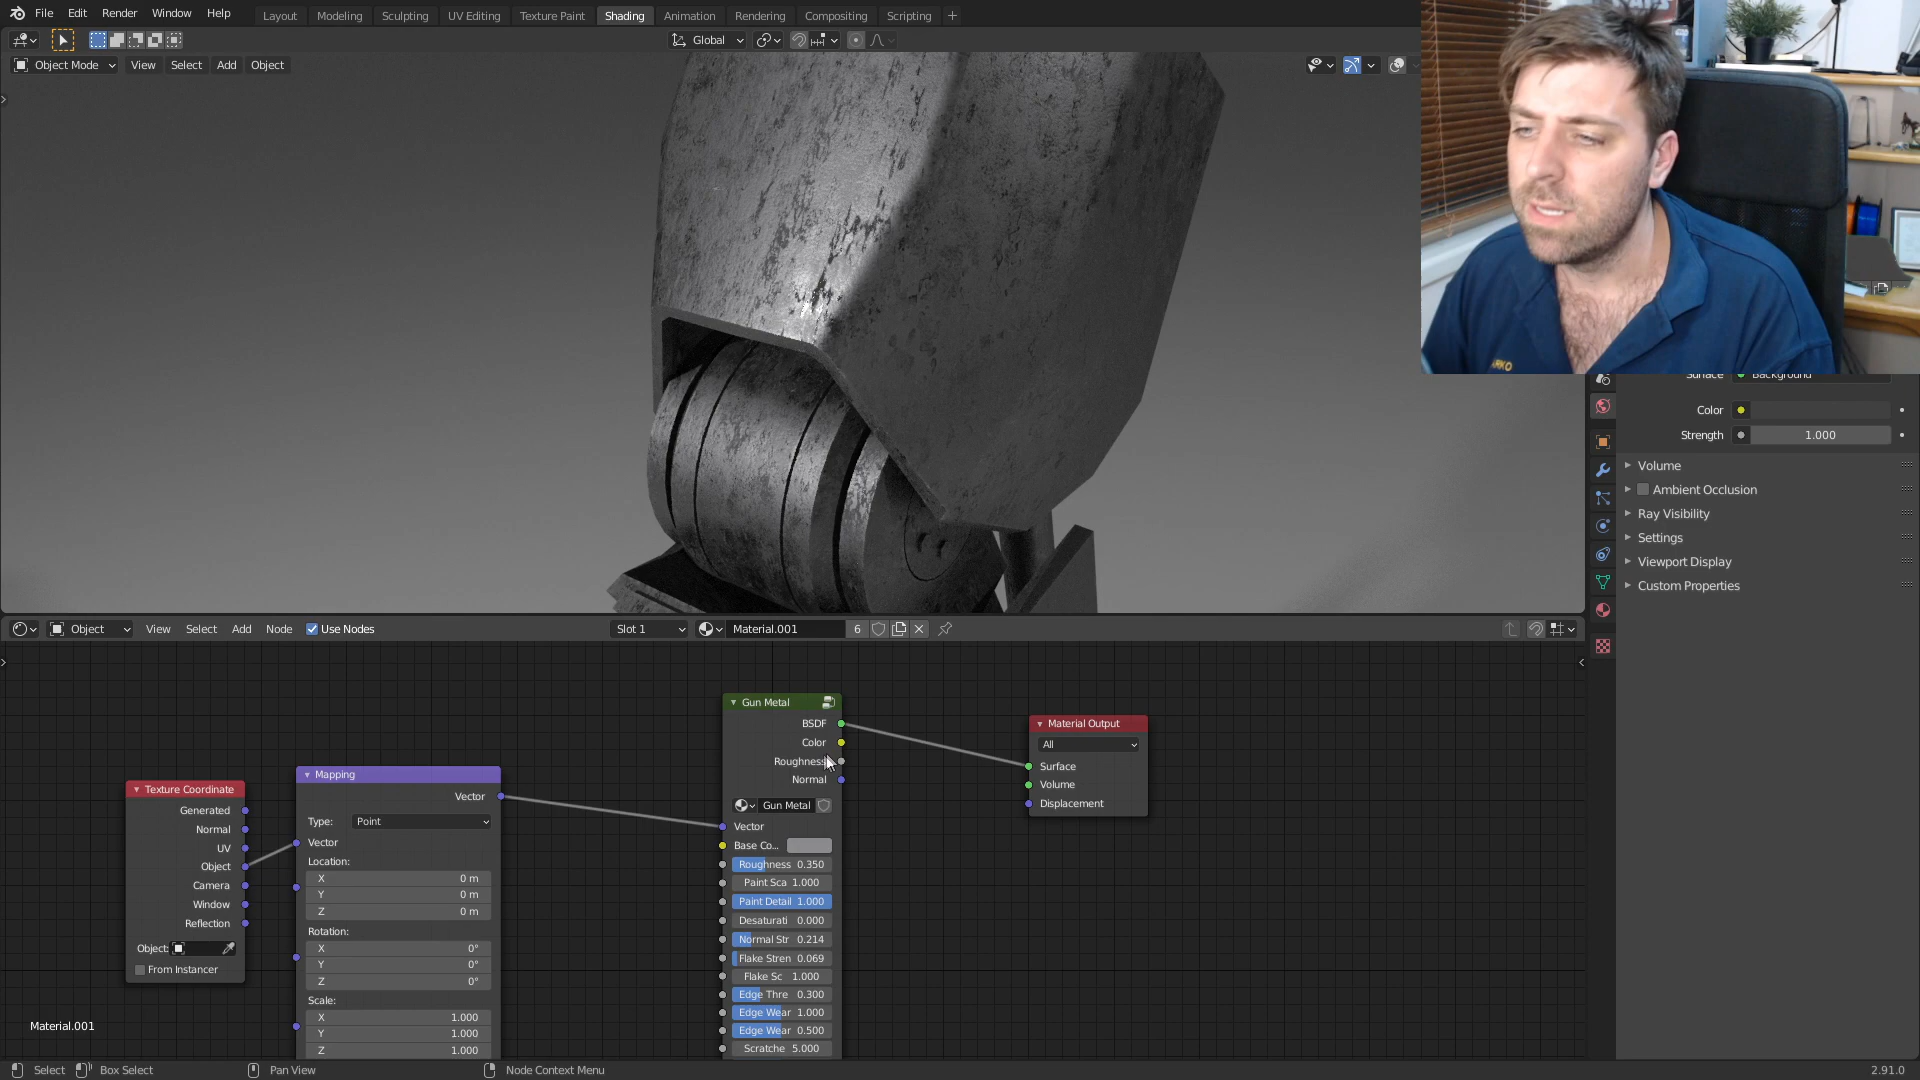 File Edit Render Window Help Layout Modeling Sculpting UV Editing Texture Paint Shading Animation Rendering Compositing Scripting +
Global
Object Mode View Select Add Object
Surface Background
Color
Strength 1.000
Volume
Ambient Occlusion
Ray Visibility
Settings
Viewport Display
Custom Properties
Object View Select Add Node Use Nodes Slot 1 Material.001 6
Texture Coordinate
Generated
Normal
UV
Object
Camera
Window
Reflection
Object:
From Instancer
Mapping
Vector
Type: Point
Vector
Location:
X 0 m
Y 0 m
Z 0 m
Rotation:
X 0°
Y 0°
Z 0°
Scale:
X 1.000
Y 1.000
Z 1.000
Gun Metal
BSDF
Color
Roughness
Normal
Gun Metal
Vector
Base Co...
Roughness 0.350
Paint Sca 1.000
Paint Detail 1.000
Desaturati 0.000
Normal Str 0.214
Flake Stren 0.069
Flake Sc 1.000
Edge Thre 0.300
Edge Wear 1.000
Edge Wear 0.500
Scratche 5.000
Material Output
All
Surface
Volume
Displacement
Material.001
Select Box Select Pan View Node Context Menu 2.91.0